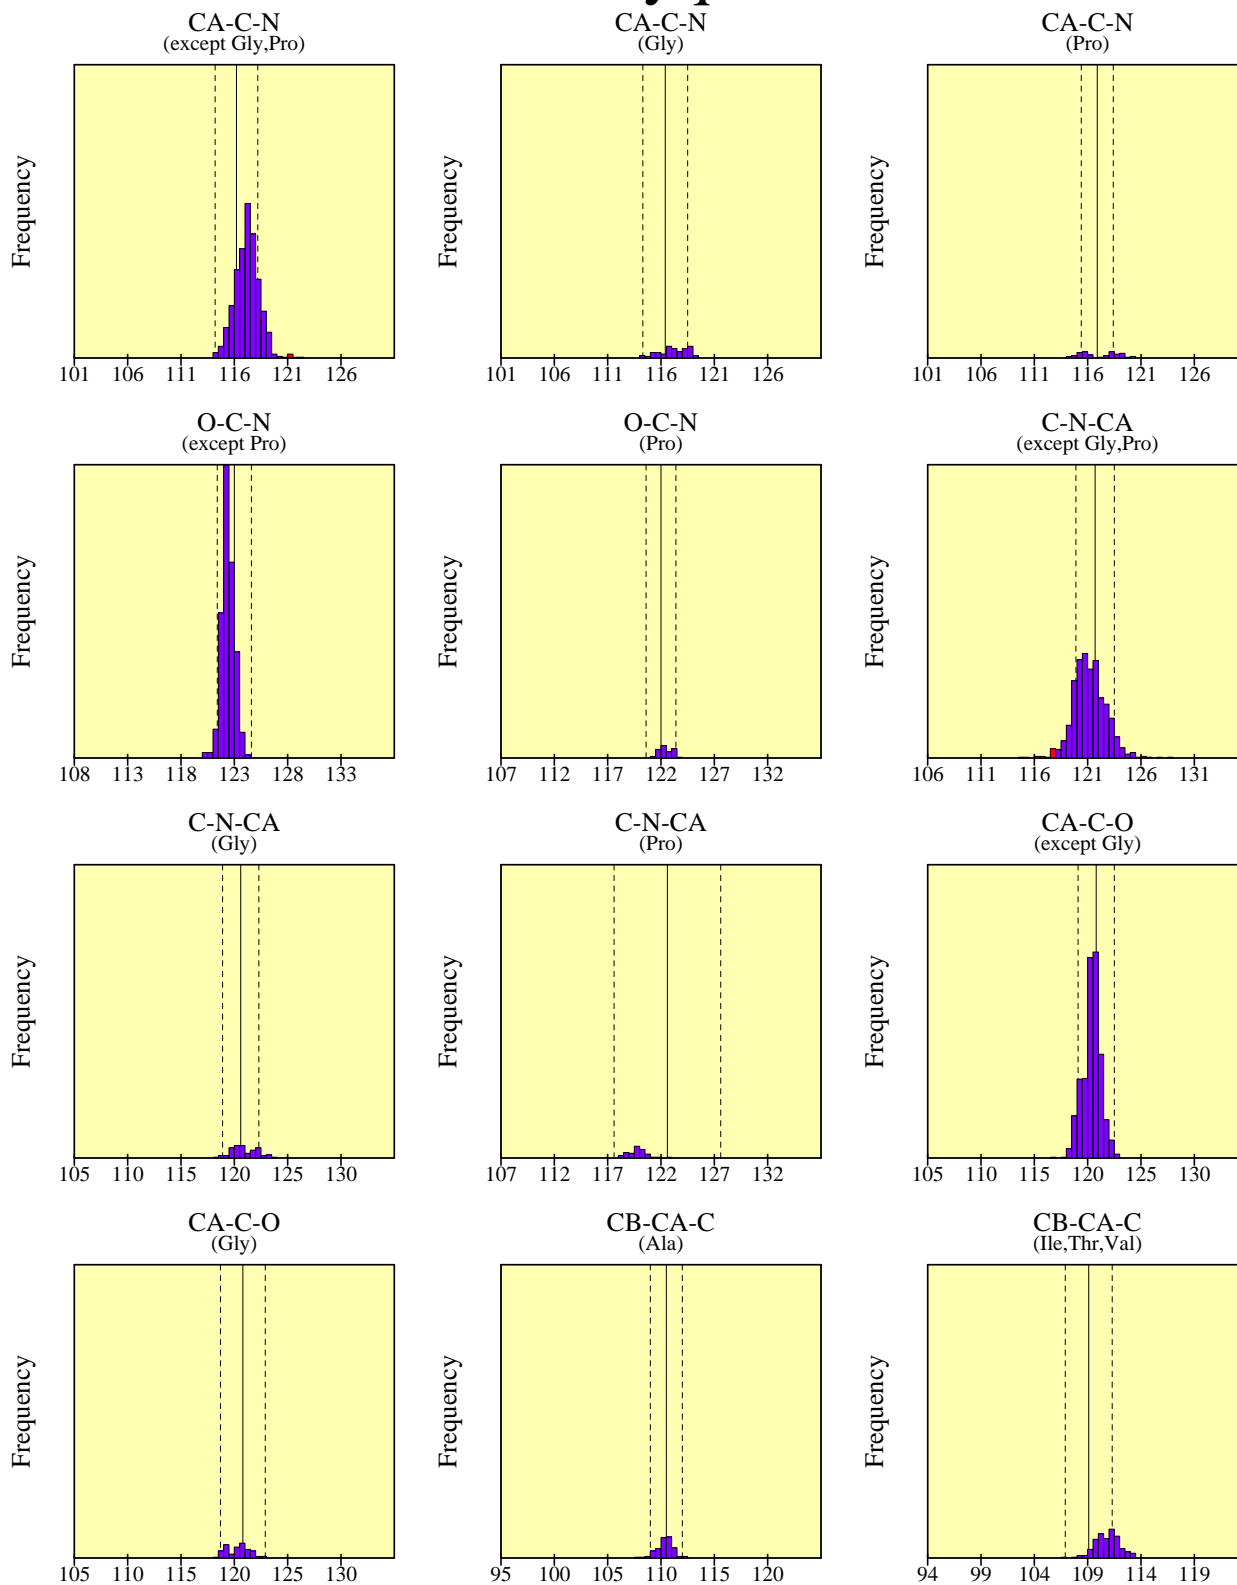 CA-C-N CA-C-N CA-C-N
(except Gly,Pro) (Gly) (Pro)
Frequency Frequency Frequency
101 106 111 116 121 126 101 106 111 116 121 126 101 106 111 116 121 126
O-C-N O-C-N C-N-CA
(except Pro) (Pro) (except Gly,Pro)
Frequency Frequency Frequency
108 113 118 123 128 133 107 112 117 122 127 132 106 111 116 121 126 131
C-N-CA C-N-CA CA-C-O
(Gly) (Pro) (except Gly)
Frequency Frequency Frequency
105 110 115 120 125 130 107 112 117 122 127 132 105 110 115 120 125 130
CA-C-O CB-CA-C CB-CA-C
(Gly) (Ala) (Ile,Thr,Val)
Frequency Frequency Frequency
105 110 115 120 125 130 95 100 105 110 115 120 94 99 104 109 114 119